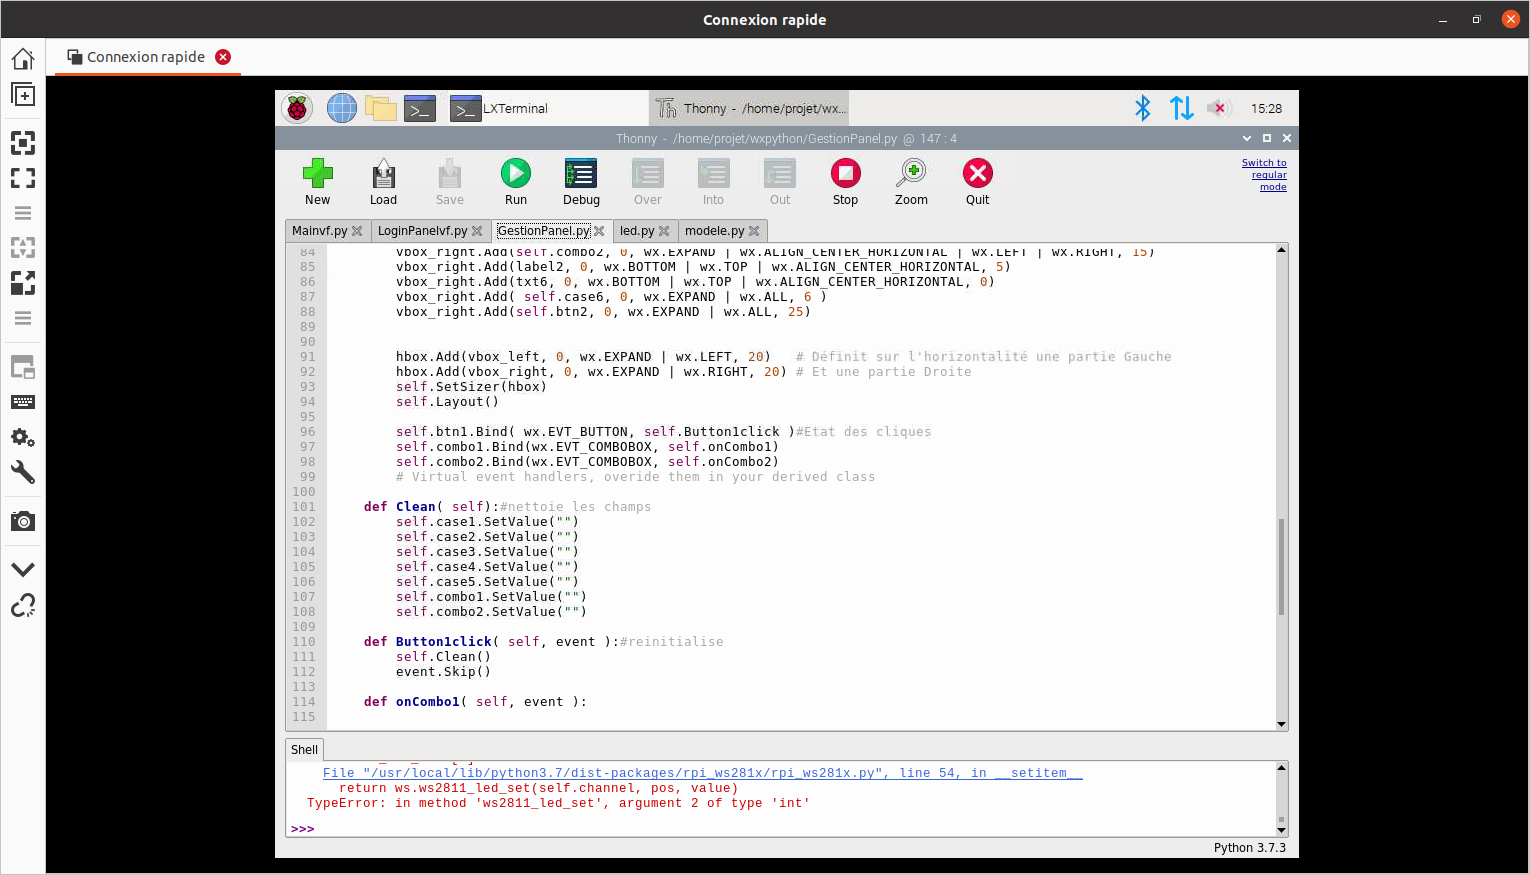 Connexion rapide
Connexion rapide
LXTerminal
Thonny - /home/projet/wx...
15:28
Thonny - /home/projet/wxpython/GestionPanel.py @ 147 : 4
New
Load
Save
Run
Debug
Over
Into
Out
Stop
Zoom
Quit
Switch to
regular
mode
Mainvf.py
LoginPanelvf.py
GestionPanel.py
led.py
modele.py
84 vbox_right.Add(self.combo2, 0, wx.EXPAND | wx.ALIGN_CENTER_HORIZONTAL | wx.LEFT | wx.RIGHT, 15)
85 vbox_right.Add(label2, 0, wx.BOTTOM | wx.TOP | wx.ALIGN_CENTER_HORIZONTAL, 5)
86 vbox_right.Add(txt6, 0, wx.BOTTOM | wx.TOP | wx.ALIGN_CENTER_HORIZONTAL, 0)
87 vbox_right.Add( self.case6, 0, wx.EXPAND | wx.ALL, 6 )
88 vbox_right.Add(self.btn2, 0, wx.EXPAND | wx.ALL, 25)
89
90
91 hbox.Add(vbox_left, 0, wx.EXPAND | wx.LEFT, 20) # Définit sur l'horizontalité une partie Gauche
92 hbox.Add(vbox_right, 0, wx.EXPAND | wx.RIGHT, 20) # Et une partie Droite
93 self.SetSizer(hbox)
94 self.Layout()
95
96 self.btn1.Bind( wx.EVT_BUTTON, self.Button1click )#Etat des cliques
97 self.combo1.Bind(wx.EVT_COMBOBOX, self.onCombo1)
98 self.combo2.Bind(wx.EVT_COMBOBOX, self.onCombo2)
99 # Virtual event handlers, overide them in your derived class
100
101 def Clean( self):#nettoie les champs
102 self.case1.SetValue("")
103 self.case2.SetValue("")
104 self.case3.SetValue("")
105 self.case4.SetValue("")
106 self.case5.SetValue("")
107 self.combo1.SetValue("")
108 self.combo2.SetValue("")
109
110 def Button1click( self, event ):#reinitialise
111 self.Clean()
112 event.Skip()
113
114 def onCombo1( self, event ):
115
Shell
File "/usr/local/lib/python3.7/dist-packages/rpi_ws281x/rpi_ws281x.py", line 54, in __setitem__
return ws.ws2811_led_set(self.channel, pos, value)
TypeError: in method 'ws2811_led_set', argument 2 of type 'int'
>>>
Python 3.7.3